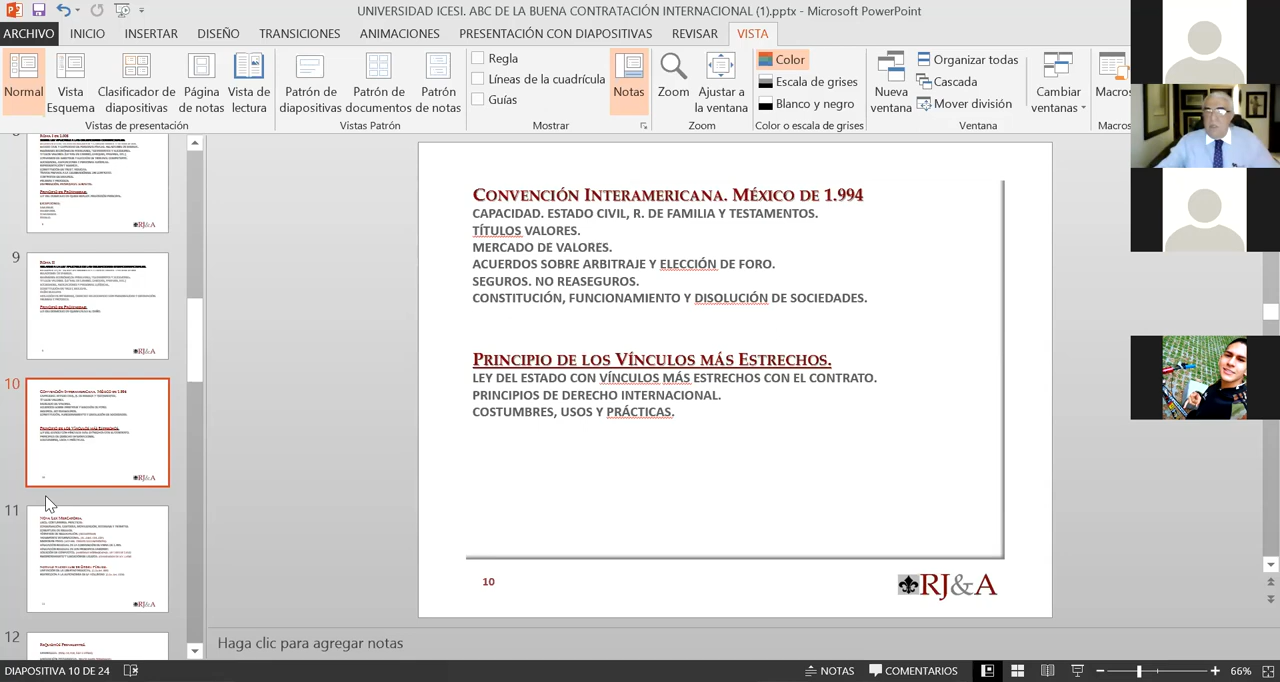 UNIVERSIDAD ICESI. ABC DE LA BUENA CONTRATACIÓN INTERNACIONAL (1).pptx - Microsoft PowerPoint
ARCHIVO INICIO INSERTAR DISEÑO TRANSICIONES ANIMACIONES PRESENTACIÓN CON DIAPOSITIVAS REVISAR VISTA
Normal
Vista Esquema
Clasificador de diapositivas
Página de notas
Vista de lectura
Vistas de presentación
Patrón de diapositivas
Patrón de documentos
Patrón de notas
Vistas Patrón
Regla
Líneas de la cuadrícula
Guías
Mostrar
Notas
Zoom
Ajustar a la ventana
Zoom
Color
Escala de grises
Blanco y negro
Color o escala de grises
Nueva ventana
Organizar todas
Cascada
Mover división
Cambiar ventanas
Ventana
Macros
Macros
9
10
11
12
CONVENCIÓN INTERAMERICANA. MÉXICO DE 1.994
CAPACIDAD. ESTADO CIVIL, R. DE FAMILIA Y TESTAMENTOS.
TÍTULOS VALORES.
MERCADO DE VALORES.
ACUERDOS SOBRE ARBITRAJE Y ELECCIÓN DE FORO.
SEGUROS. NO REASEGUROS.
CONSTITUCIÓN, FUNCIONAMIENTO Y DISOLUCIÓN DE SOCIEDADES.
PRINCIPIO DE LOS VÍNCULOS MÁS ESTRECHOS.
LEY DEL ESTADO CON VÍNCULOS MÁS ESTRECHOS CON EL CONTRATO.
PRINCIPIOS DE DERECHO INTERNACIONAL.
COSTUMBRES, USOS Y PRÁCTICAS.
10
RJ&A
Haga clic para agregar notas
DIAPOSITIVA 10 DE 24
NOTAS
COMENTARIOS
66%